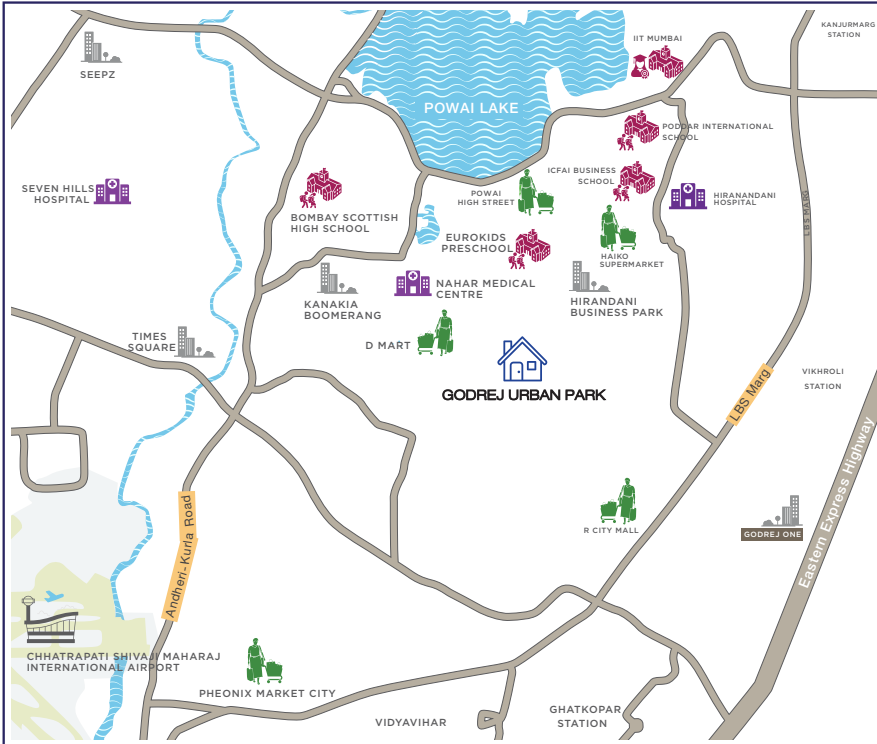 KANJURMARG
STATION
IIT MUMBAI
SEEPZ
POWAI LAKE
PODDAR INTERNATIONAL
SCHOOL
ICFAI BUSINESS
SCHOOL
SEVEN HILLS
HOSPITAL
POWAI
HIGH STREET
HIRANANDANI
HOSPITAL
LBS MARG
BOMBAY SCOTTISH
HIGH SCHOOL
EUROKIDS
PRESCHOOL
HAIKO
SUPERMARKET
KANAKIA
BOOMERANG
NAHAR MEDICAL
CENTRE
HIRANDANI
BUSINESS PARK
TIMES
SQUARE
D MART
GODREJ URBAN PARK
LBS Marg
VIKHROLI
STATION
Eastern Express Highway
Andheri-Kurla Road
R CITY MALL
GODREJ ONE
CHHATRAPATI SHIVAJI MAHARAJ
INTERNATIONAL AIRPORT
PHEONIX MARKET CITY
VIDYAVIHAR
GHATKOPAR
STATION